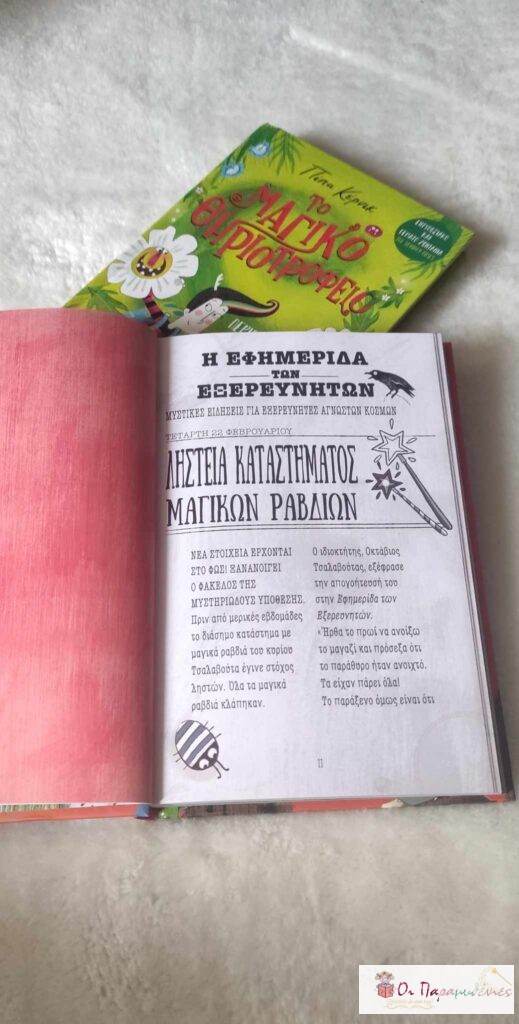 Πίπα Κέρνικ
ΤΟ
ΜΑΓΙΚΟ
ΘΗΡΙΟΤΡΟΦΕΙΟ
Η ΕΦΗΜΕΡΙΔΑ
ΤΩΝ
ΕΞΕΡΕΥΝΗΤΩΝ
ΜΥΣΤΙΚΕΣ ΕΙΔΗΣΕΙΣ ΓΙΑ ΕΞΕΡΕΥΝΗΤΕΣ ΑΓΝΩΣΤΩΝ ΚΟΣΜΩΝ
ΤΕΤΑΡΤΗ 22 ΦΕΒΡΟΥΑΡΙΟΥ
ΛΗΣΤΕΙΑ ΚΑΤΑΣΤΗΜΑΤΟΣ
ΜΑΓΙΚΩΝ ΡΑΒΔΙΩΝ
ΝΕΑ ΣΤΟΙΧΕΙΑ ΕΡΧΟΝΤΑΙ
ΣΤΟ ΦΩΣ! ΞΑΝΑΝΟΙΓΕΙ
Ο ΦΑΚΕΛΟΣ ΤΗΣ
ΜΥΣΤΗΡΙΩΔΟΥΣ ΥΠΟΘΕΣΗΣ.
Πριν από μερικές εβδομάδες
το διάσημο κατάστημα με
μαγικά ραβδιά του κυρίου
Τσαλαβούτα έγινε στόχος
ληστών. Όλα τα μαγικά
ραβδιά κλάπηκαν.
Ο ιδιοκτήτης, Οκτάβιος
Τσαλαβούτας, εξέφρασε
την απογοήτευσή του
στην Εφημερίδα των
Εξερευνητών.
«Ήρθα το πρωί να ανοίξω
το μαγαζί και πρόσεξα ότι
το παράθυρο ήταν ανοιχτό.
Τα είχαν πάρει όλα!
Το παράξενο όμως είναι ότι
11
Οι Παραμυθένιες